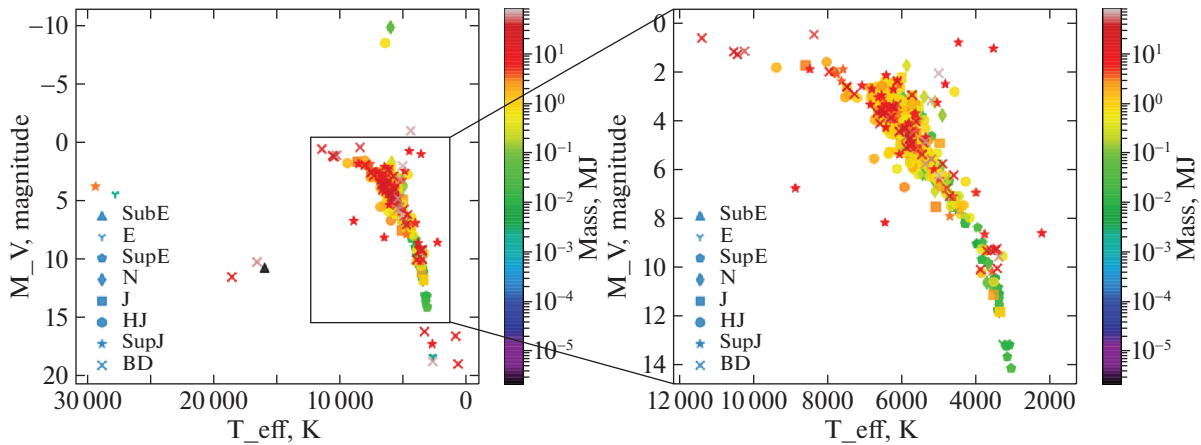 −10
−5
0
5
10
15
20
M_V, magnitude
SubE
E
SupE
N
J
HJ
SupJ
BD
30 000
20 000
10 000
0
T_eff, K
10^1
10^0
10^−1
10^−2
10^−3
10^−4
10^−5
Mass, MJ
0
2
4
6
8
10
12
14
M_V, magnitude
SubE
E
SupE
N
J
HJ
SupJ
BD
12 000
10 000
8000
6000
4000
2000
T_eff, K
10^1
10^0
10^−1
10^−2
10^−3
10^−4
10^−5
Mass, MJ